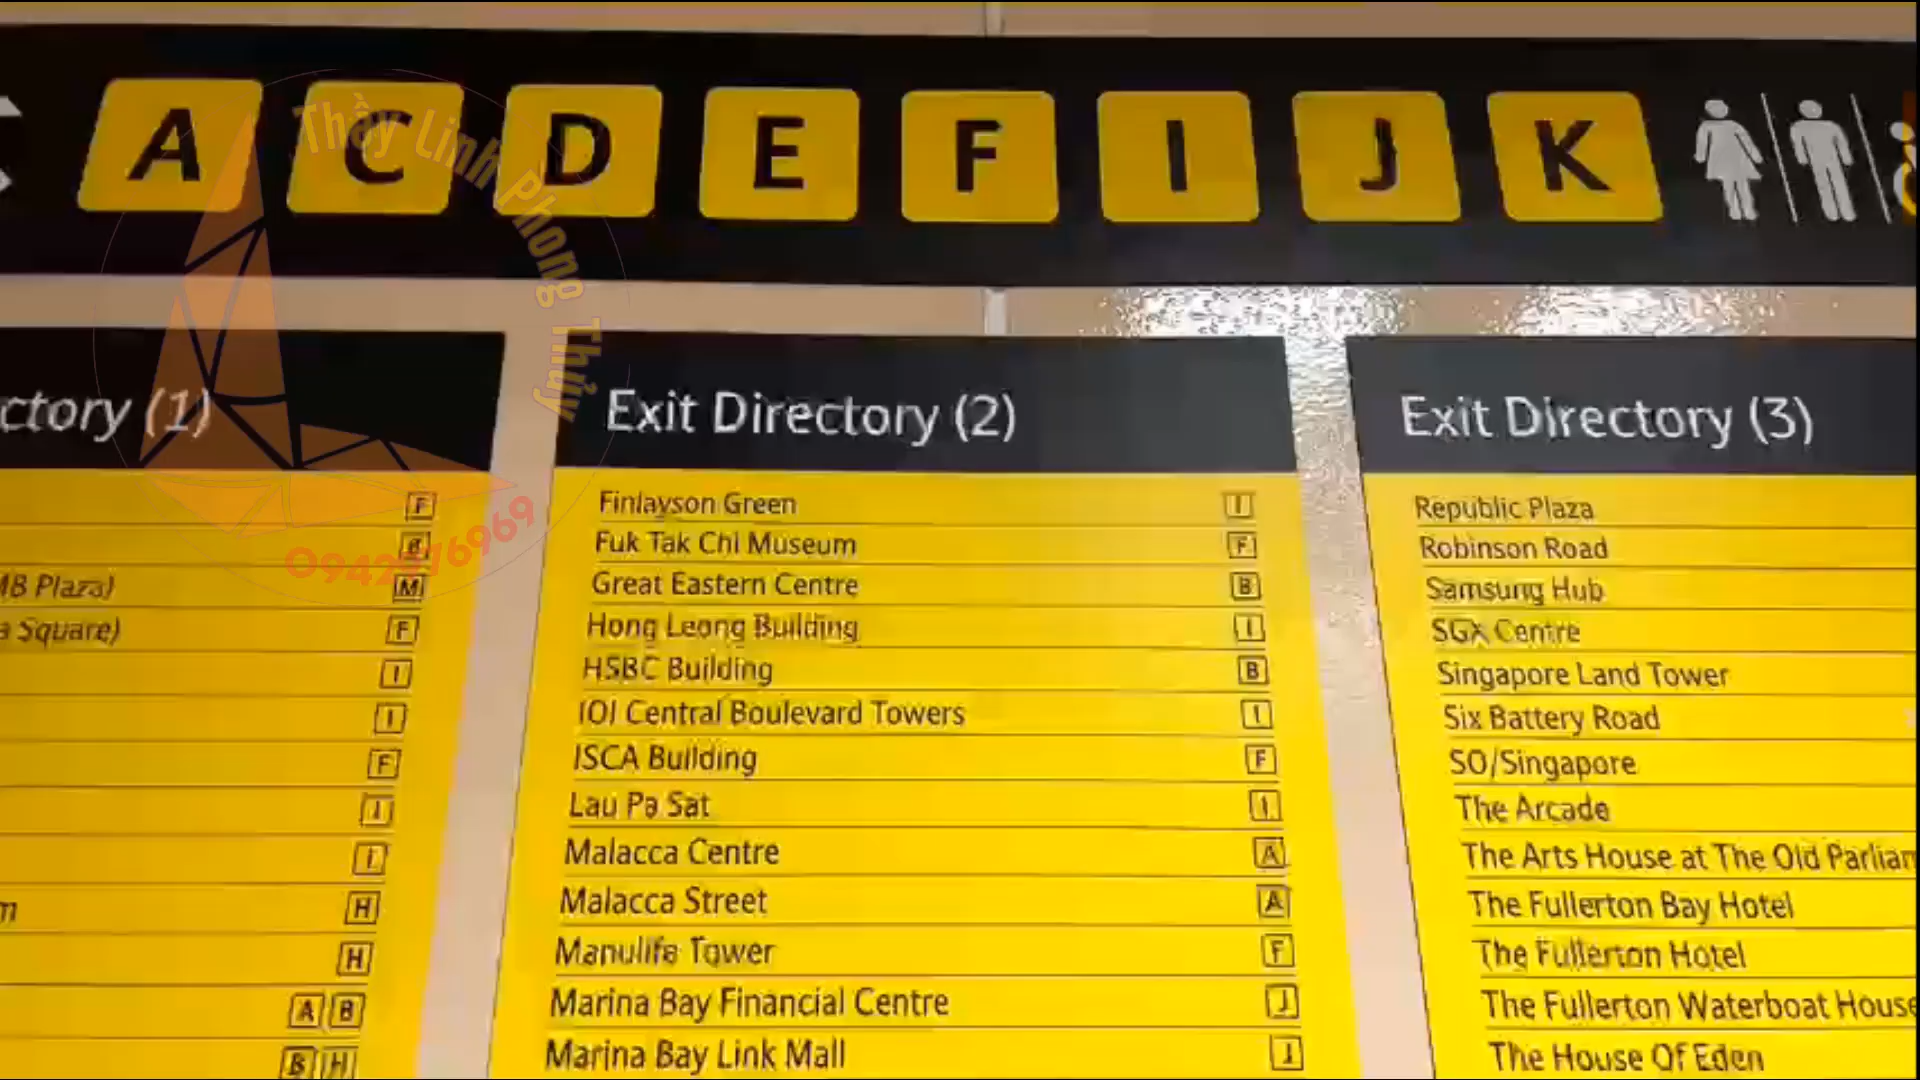 A C D E F I J K
Thầy Linh Phong Thủy
ctory (1)
F
B
MB Plaza) M
a Square) F
I
I
F
I
I
m H
H
A B
B H
0942976969
Exit Directory (2)
Finlayson Green I
Fuk Tak Chi Museum F
Great Eastern Centre B
Hong Leong Building I
HSBC Building B
IOI Central Boulevard Towers I
ISCA Building F
Lau Pa Sat I
Malacca Centre A
Malacca Street A
Manulife Tower F
Marina Bay Financial Centre J
Marina Bay Link Mall J
Exit Directory (3)
Republic Plaza
Robinson Road
Samsung Hub
SGX Centre
Singapore Land Tower
Six Battery Road
SO/Singapore
The Arcade
The Arts House at The Old Parliam
The Fullerton Bay Hotel
The Fullerton Hotel
The Fullerton Waterboat House
The House Of Eden